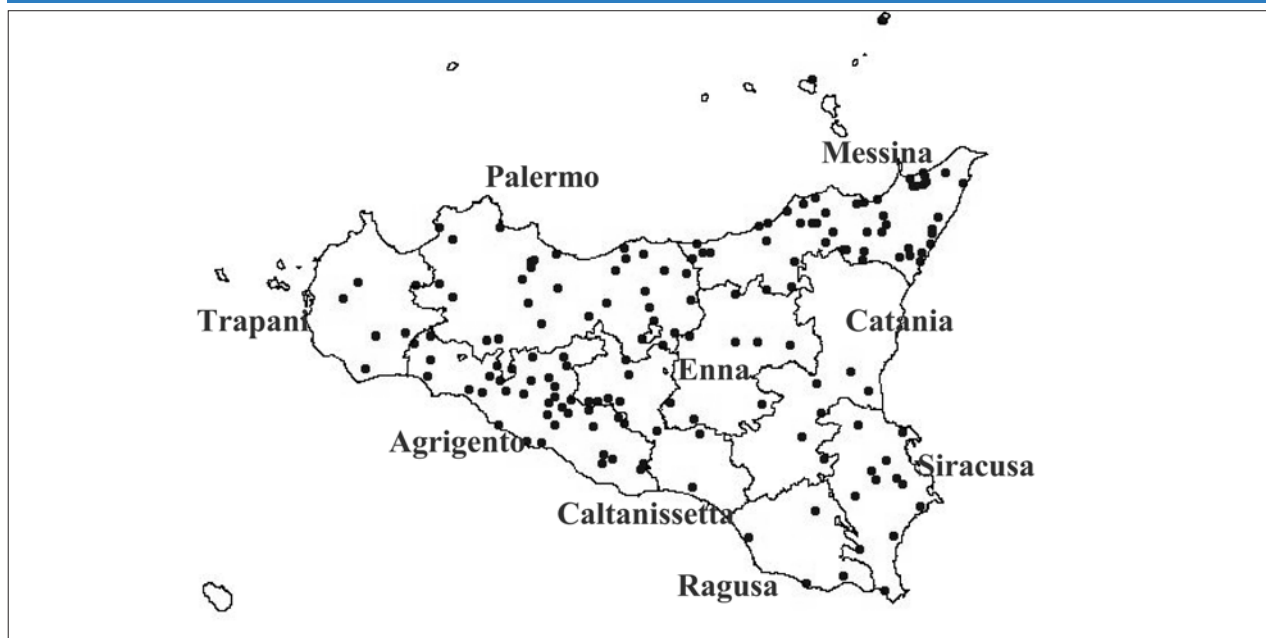 Messina
Palermo
Trapani
Catania
Enna
Agrigento
Siracusa
Caltanissetta
Ragusa